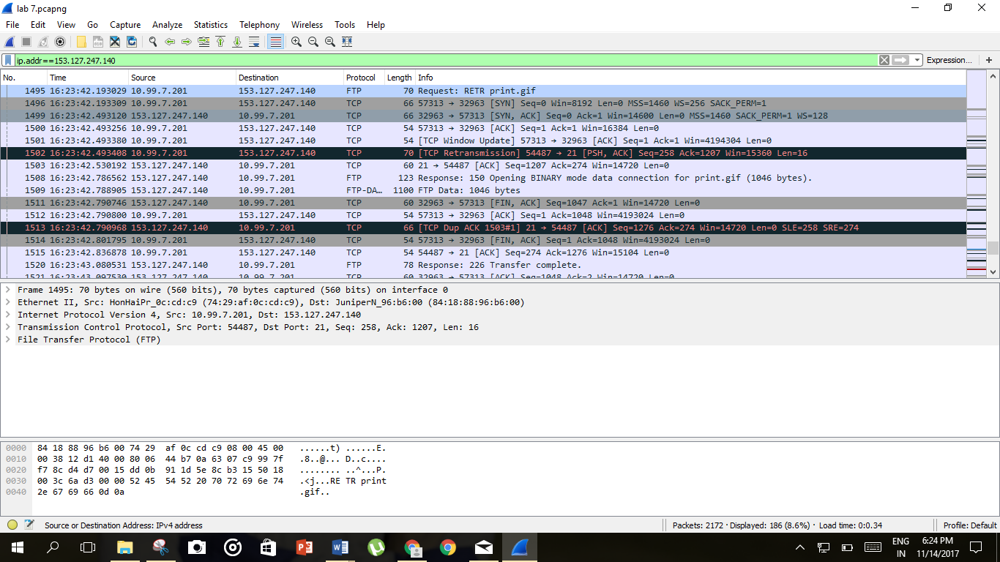 lab 7.pcapng
File Edit View Go Capture Analyze Statistics Telephony Wireless Tools Help
ip.addr==153.127.247.140 Expression... +
No. Time Source Destination Protocol Length Info
1495 16:23:42.193029 10.99.7.201 153.127.247.140 FTP 70 Request: RETR print.gif
1496 16:23:42.193309 10.99.7.201 153.127.247.140 TCP 66 57313 → 32963 [SYN] Seq=0 Win=8192 Len=0 MSS=1460 WS=256 SACK_PERM=1
1499 16:23:42.493120 153.127.247.140 10.99.7.201 TCP 66 32963 → 57313 [SYN, ACK] Seq=0 Ack=1 Win=14600 Len=0 MSS=1460 SACK_PERM=1 WS=128
1500 16:23:42.493256 10.99.7.201 153.127.247.140 TCP 54 57313 → 32963 [ACK] Seq=1 Ack=1 Win=16384 Len=0
1501 16:23:42.493380 10.99.7.201 153.127.247.140 TCP 54 [TCP Window Update] 57313 → 32963 [ACK] Seq=1 Ack=1 Win=4194304 Len=0
1502 16:23:42.493408 10.99.7.201 153.127.247.140 TCP 70 [TCP Retransmission] 54487 → 21 [PSH, ACK] Seq=258 Ack=1207 Win=15360 Len=16
1503 16:23:42.530192 153.127.247.140 10.99.7.201 TCP 60 21 → 54487 [ACK] Seq=1207 Ack=274 Win=14720 Len=0
1508 16:23:42.786562 153.127.247.140 10.99.7.201 FTP 123 Response: 150 Opening BINARY mode data connection for print.gif (1046 bytes).
1509 16:23:42.788905 153.127.247.140 10.99.7.201 FTP-DA… 1100 FTP Data: 1046 bytes
1511 16:23:42.790746 153.127.247.140 10.99.7.201 TCP 60 32963 → 57313 [FIN, ACK] Seq=1047 Ack=1 Win=14720 Len=0
1512 16:23:42.790800 10.99.7.201 153.127.247.140 TCP 54 57313 → 32963 [ACK] Seq=1 Ack=1048 Win=4193024 Len=0
1513 16:23:42.790968 153.127.247.140 10.99.7.201 TCP 66 [TCP Dup ACK 1503#1] 21 → 54487 [ACK] Seq=1276 Ack=274 Win=14720 Len=0 SLE=258 SRE=274
1514 16:23:42.801795 10.99.7.201 153.127.247.140 TCP 54 57313 → 32963 [FIN, ACK] Seq=1 Ack=1048 Win=4193024 Len=0
1515 16:23:42.836878 10.99.7.201 153.127.247.140 TCP 54 54487 → 21 [ACK] Seq=274 Ack=1276 Win=15104 Len=0
1520 16:23:43.080531 153.127.247.140 10.99.7.201 FTP 78 Response: 226 Transfer complete.
1521 16:23:43.097530 153.127.247.140 10.99.7.201 TCP 60 32963 → 57313 [ACK] Seq=1048 Ack=2 Win=14720 Len=0
Frame 1495: 70 bytes on wire (560 bits), 70 bytes captured (560 bits) on interface 0
Ethernet II, Src: HonHaiPr_0c:cd:c9 (74:29:af:0c:cd:c9), Dst: JuniperN_96:b6:00 (84:18:88:96:b6:00)
Internet Protocol Version 4, Src: 10.99.7.201, Dst: 153.127.247.140
Transmission Control Protocol, Src Port: 54487, Dst Port: 21, Seq: 258, Ack: 1207, Len: 16
File Transfer Protocol (FTP)
0000 84 18 88 96 b6 00 74 29 af 0c cd c9 08 00 45 00 ......t) ......E.
0010 00 38 12 d1 40 00 80 06 44 b7 0a 63 07 c9 99 7f .8..@... D..c....
0020 f7 8c d4 d7 00 15 dd 0b 91 1d 5e 8c b3 15 50 18 ........ ..^...P.
0030 00 3c 6a d3 00 00 52 45 54 52 20 70 72 69 6e 74 .<j...RE TR print
0040 2e 67 69 66 0d 0a .gif..
Source or Destination Address: IPv4 address Packets: 2172 · Displayed: 186 (8.6%) · Load time: 0:0.34 Profile: Default
ENG 6:24 PM
IN 11/14/2017